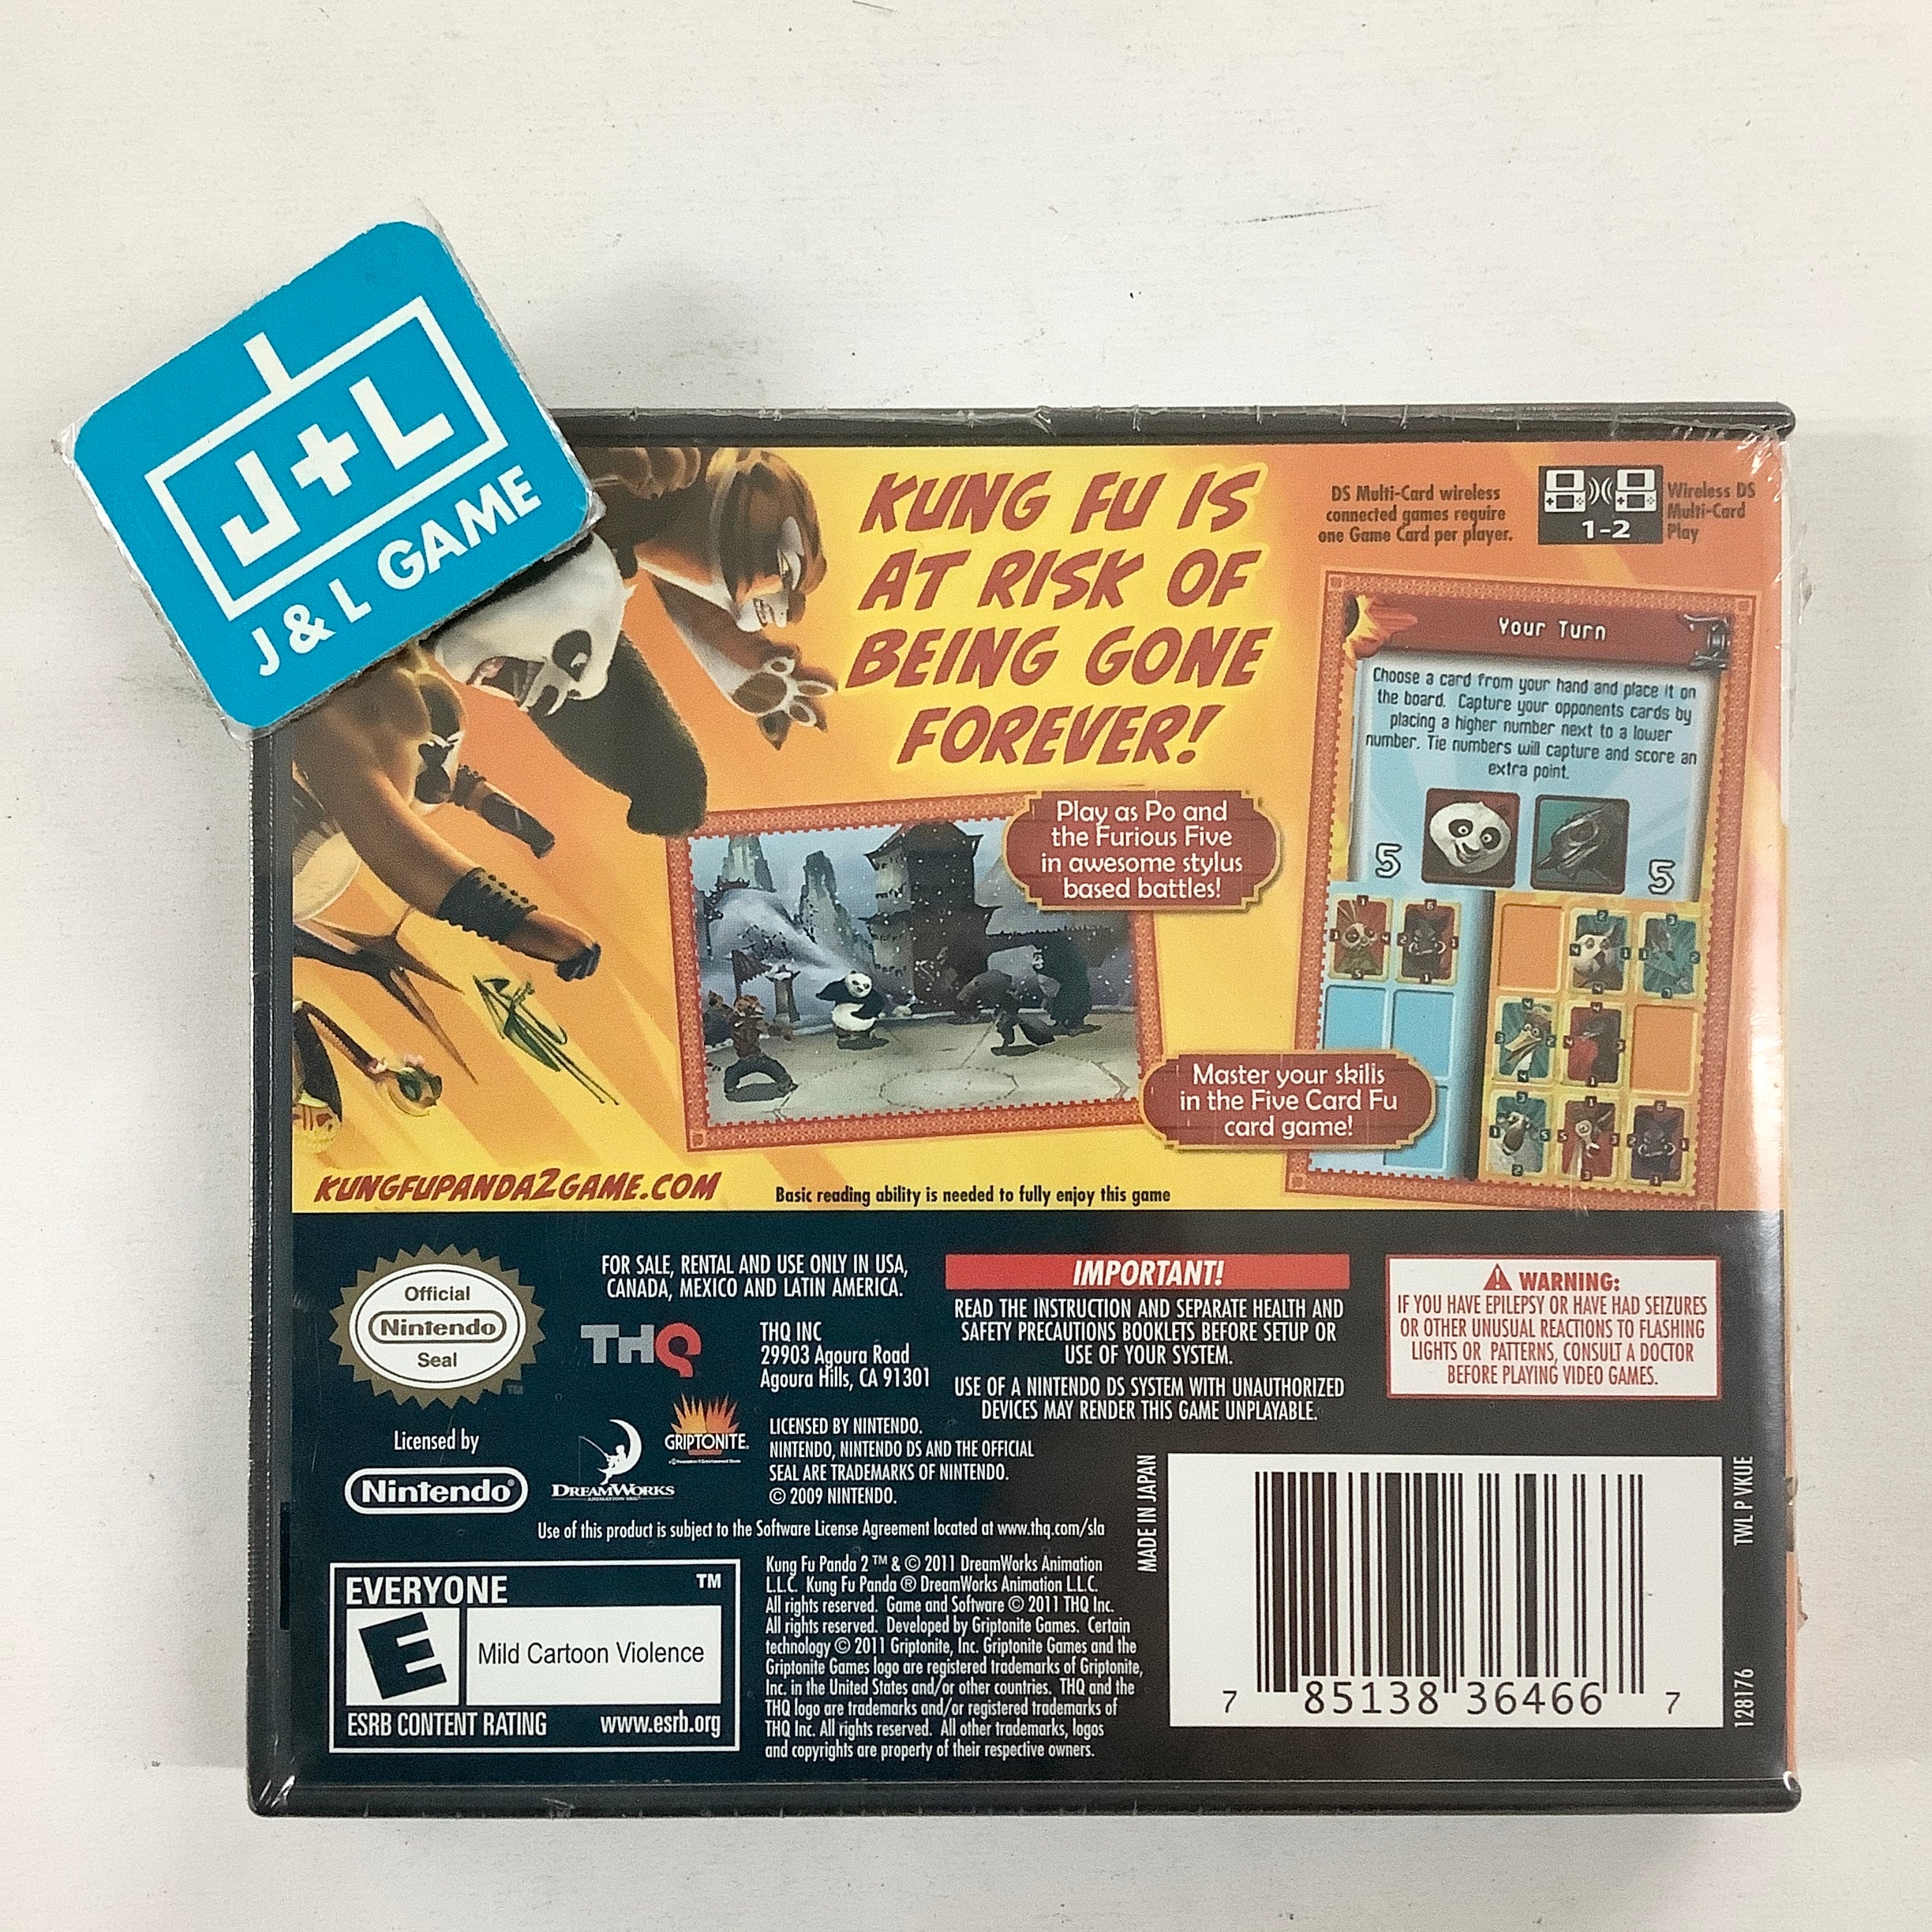 J+L
J & L GAME
KUNG FU IS
AT RISK OF
BEING GONE
FOREVER!
DS Multi-Card wireless
connected games require
one Game Card per player.
1-2
Wireless DS
Multi-Card
Play
Your Turn
Choose a card from your hand and place it on
the board. Capture your opponents cards by
placing a higher number next to a lower
number. Tie numbers will capture and score an
extra point.
5
5
Play as Po and
the Furious Five
in awesome stylus
based battles!
Master your skills
in the Five Card Fu
card game!
KUNGFUPANDA2GAME.COM
Basic reading ability is needed to fully enjoy this game
Official
Nintendo
Seal
TM
Licensed by
Nintendo®
FOR SALE, RENTAL AND USE ONLY IN USA,
CANADA, MEXICO AND LATIN AMERICA.
THQ
THQ INC
29903 Agoura Road
Agoura Hills, CA 91301
DREAMWORKS
GRIPTONITE
LICENSED BY NINTENDO.
NINTENDO, NINTENDO DS AND THE OFFICIAL
SEAL ARE TRADEMARKS OF NINTENDO.
© 2009 NINTENDO.
IMPORTANT!
READ THE INSTRUCTION AND SEPARATE HEALTH AND
SAFETY PRECAUTIONS BOOKLETS BEFORE SETUP OR
USE OF YOUR SYSTEM.
USE OF A NINTENDO DS SYSTEM WITH UNAUTHORIZED
DEVICES MAY RENDER THIS GAME UNPLAYABLE.
WARNING:
IF YOU HAVE EPILEPSY OR HAVE HAD SEIZURES
OR OTHER UNUSUAL REACTIONS TO FLASHING
LIGHTS OR PATTERNS, CONSULT A DOCTOR
BEFORE PLAYING VIDEO GAMES.
Use of this product is subject to the Software License Agreement located at www.thq.com/sla
EVERYONE TM
E
Mild Cartoon Violence
ESRB CONTENT RATING www.esrb.org
Kung Fu Panda 2 ™ & © 2011 DreamWorks Animation
L.L.C. Kung Fu Panda ® DreamWorks Animation L.L.C.
All rights reserved. Game and Software © 2011 THQ Inc.
All rights reserved. Developed by Griptonite Games. Certain
technology © 2011 Griptonite, Inc. Griptonite Games and the
Griptonite Games logo are registered trademarks of Griptonite,
Inc. in the United States and/or other countries. THQ and the
THQ logo are trademarks and/or registered trademarks of
THQ Inc. All rights reserved. All other trademarks, logos
and copyrights are property of their respective owners.
MADE IN JAPAN
7 85138 36466 7
TWL P VKUE
128176